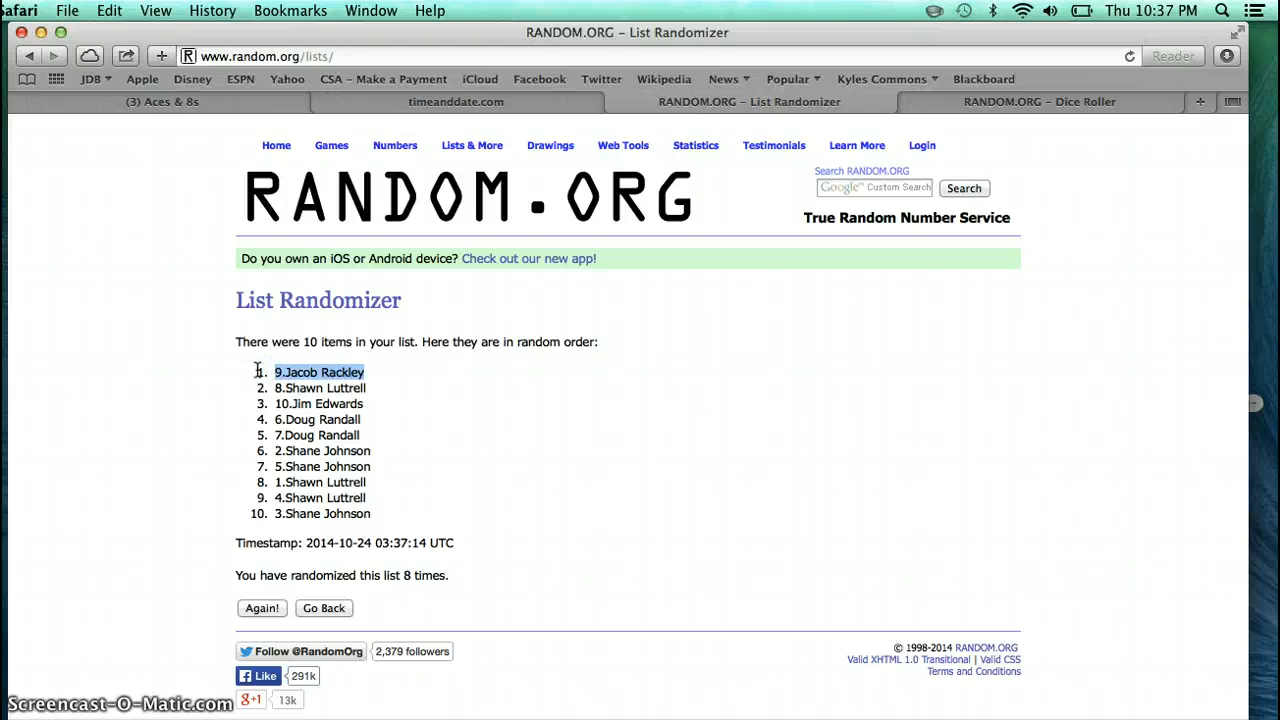 Safari File Edit View History Bookmarks Window Help Thu 10:37 PM
RANDOM.ORG – List Randomizer
R www.random.org/lists/ Reader
JDB Apple Disney ESPN Yahoo CSA – Make a Payment iCloud Facebook Twitter Wikipedia News Popular Kyles Commons Blackboard
(3) Aces & 8s timeanddate.com RANDOM.ORG – List Randomizer RANDOM.ORG – Dice Roller
Home Games Numbers Lists & More Drawings Web Tools Statistics Testimonials Learn More Login
Search RANDOM.ORG
Google™ Custom Search Search
RANDOM.ORG
True Random Number Service
Do you own an iOS or Android device? Check out our new app!
List Randomizer
There were 10 items in your list. Here they are in random order:
1. 9.Jacob Rackley
2. 8.Shawn Luttrell
3. 10.Jim Edwards
4. 6.Doug Randall
5. 7.Doug Randall
6. 2.Shane Johnson
7. 5.Shane Johnson
8. 1.Shawn Luttrell
9. 4.Shawn Luttrell
10. 3.Shane Johnson
Timestamp: 2014-10-24 03:37:14 UTC
You have randomized this list 8 times.
Again! Go Back
Follow @RandomOrg 2,379 followers
© 1998-2014 RANDOM.ORG
Valid XHTML 1.0 Transitional | Valid CSS
Terms and Conditions
Like 291k
g+1 13k
Screencast-O-Matic.com